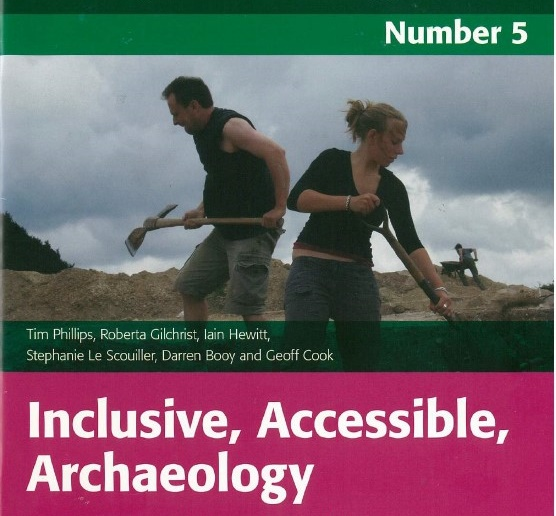 Number 5
Tim Phillips, Roberta Gilchrist, Iain Hewitt,
Stephanie Le Scouiller, Darren Booy and Geoff Cook
Inclusive, Accessible,
Archaeology